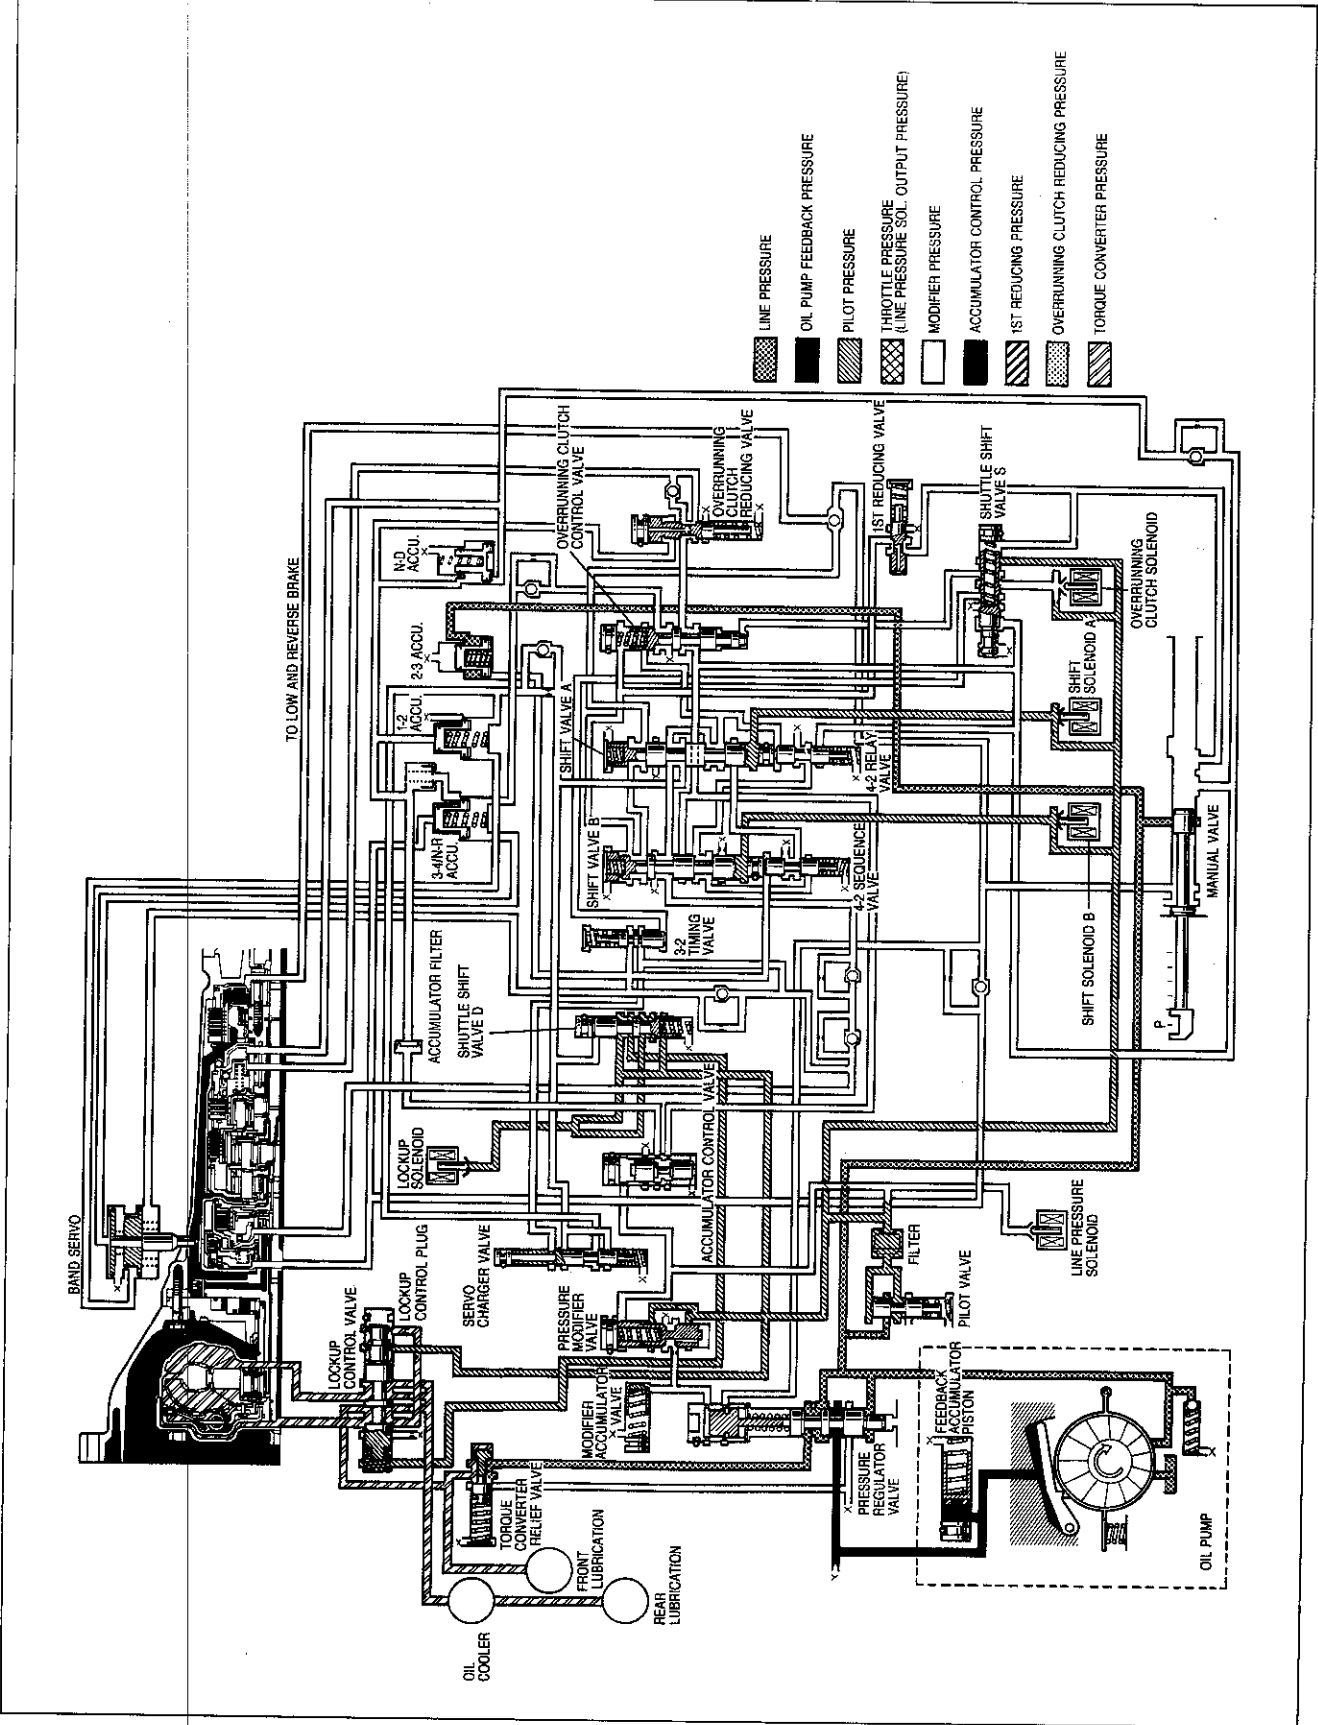 BAND SERVO
TO LOW AND REVERSE BRAKE
N-D
ACCU.
2-3 ACCU.
1-2
ACCU.
3-4/N-R
ACCU.
ACCUMULATOR FILTER
SHUTTLE SHIFT
VALVE D
LOCKUP
SOLENOID
LOCKUP
CONTROL VALVE
LOCKUP
CONTROL PLUG
SERVO
CHARGER VALVE
PRESSURE
MODIFIER
VALVE
MODIFIER
ACCUMULATOR
VALVE
TORQUE
CONVERTER
RELIEF VALVE
FRONT
LUBRICATION
REAR
LUBRICATION
OIL
COOLER
OVERRUNNING CLUTCH
CONTROL VALVE
OVERRUNNING
CLUTCH
REDUCING VALVE
SHIFT VALVE A
SHIFT VALVE B
4-2 RELAY
VALVE
4-2 SEQUENCE
VALVE
3-2
TIMING
VALVE
ACCUMULATOR CONTROL VALVE
1ST REDUCING VALVE
SHUTTLE SHIFT
VALVE S
OVERRUNNING
CLUTCH SOLENOID
SHIFT
SOLENOID A
SHIFT SOLENOID B
MANUAL VALVE
P
LINE PRESSURE
SOLENOID
FILTER
PILOT VALVE
PRESSURE
REGULATOR
VALVE
FEEDBACK
ACCUMULATOR
PISTON
OIL PUMP
LINE PRESSURE
OIL PUMP FEEDBACK PRESSURE
PILOT PRESSURE
THROTTLE PRESSURE
(LINE PRESSURE SOL. OUTPUT PRESSURE)
MODIFIER PRESSURE
ACCUMULATOR CONTROL PRESSURE
1ST REDUCING PRESSURE
OVERRUNNING CLUTCH REDUCING PRESSURE
TORQUE CONVERTER PRESSURE